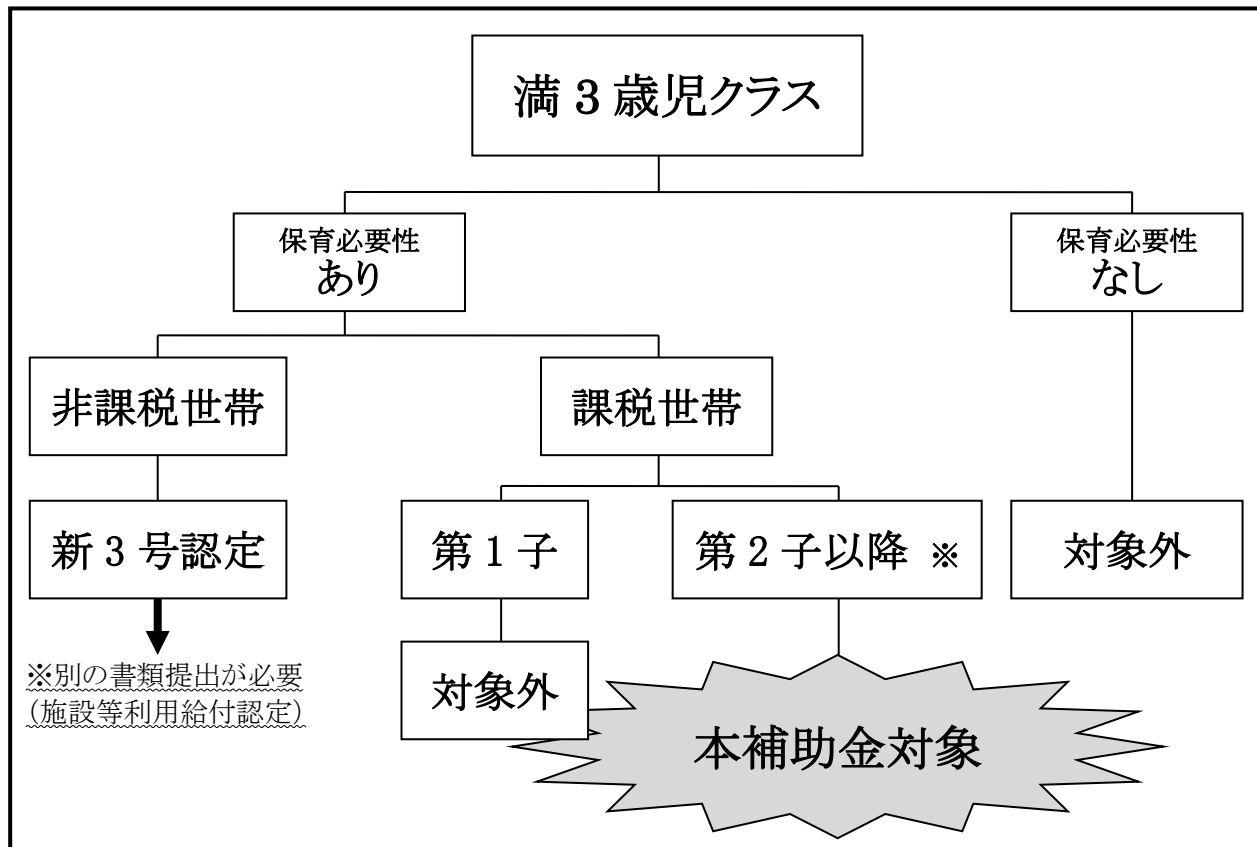 満3歳児クラス
保育必要性
あり
保育必要性
なし
非課税世帯
課税世帯
新3号認定
第1子
第2子以降 ※
対象外
※別の書類提出が必要
(施設等利用給付認定)
対象外
本補助金対象